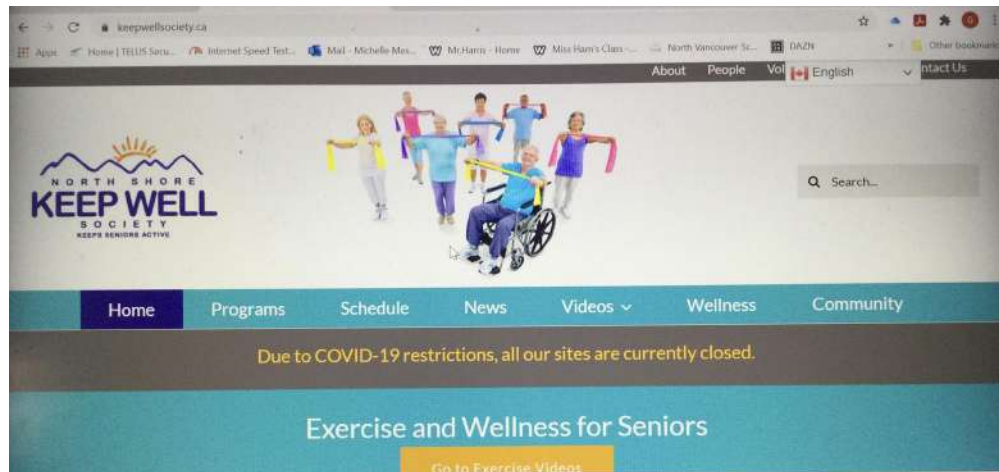 keepwellsociety.ca
Apps Home | TELUS Secu... Internet Speed Test... Mail - Michelle Mes... Mr.Harris - Home Miss Ham's Class -... North Vancouver Sc... DAZN Other bookmarks
About People Vol English ntact Us
NORTH SHORE
KEEP WELL
SOCIETY
KEEPS SENIORS ACTIVE
Search...
Home Programs Schedule News Videos Wellness Community
Due to COVID-19 restrictions, all our sites are currently closed.
Exercise and Wellness for Seniors
Go to Exercise Videos